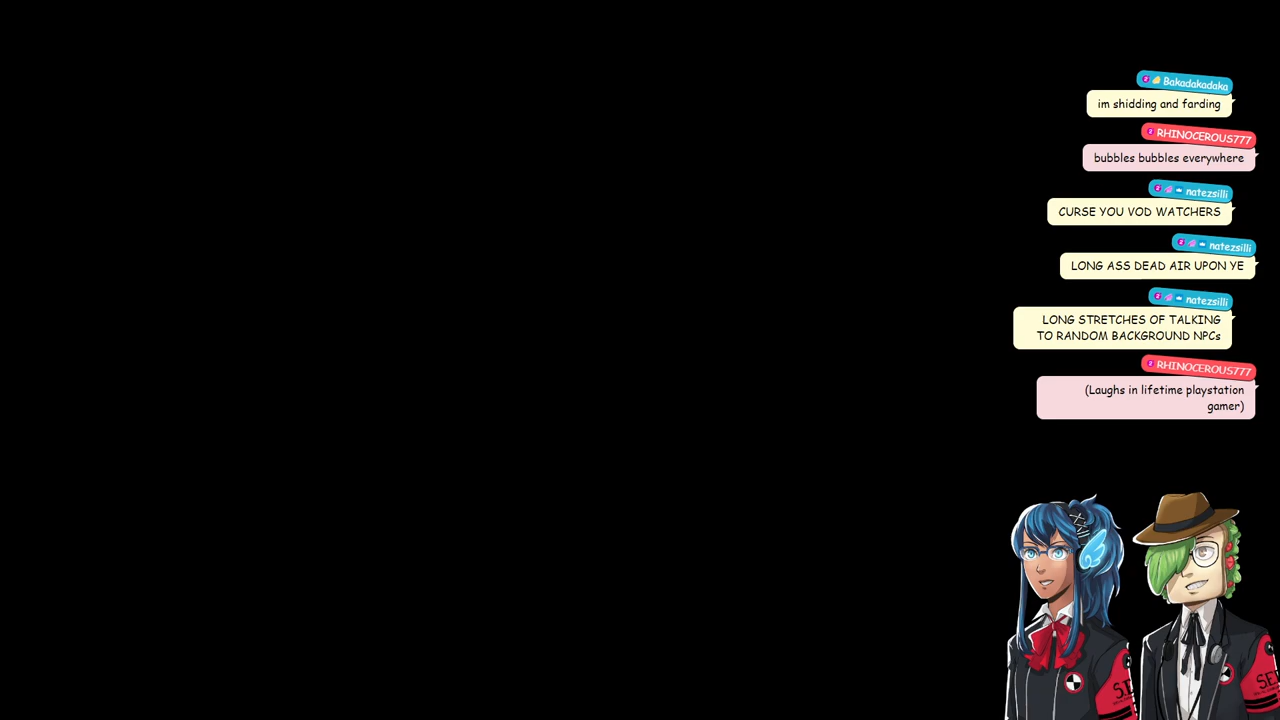 Bakadakadaka
im shidding and farding
RHINOCEROUS777
bubbles bubbles everywhere
natezsilli
CURSE YOU VOD WATCHERS
natezsilli
LONG ASS DEAD AIR UPON YE
natezsilli
LONG STRETCHES OF TALKING
TO RANDOM BACKGROUND NPCs
RHINOCEROUS777
(Laughs in lifetime playstation
gamer)